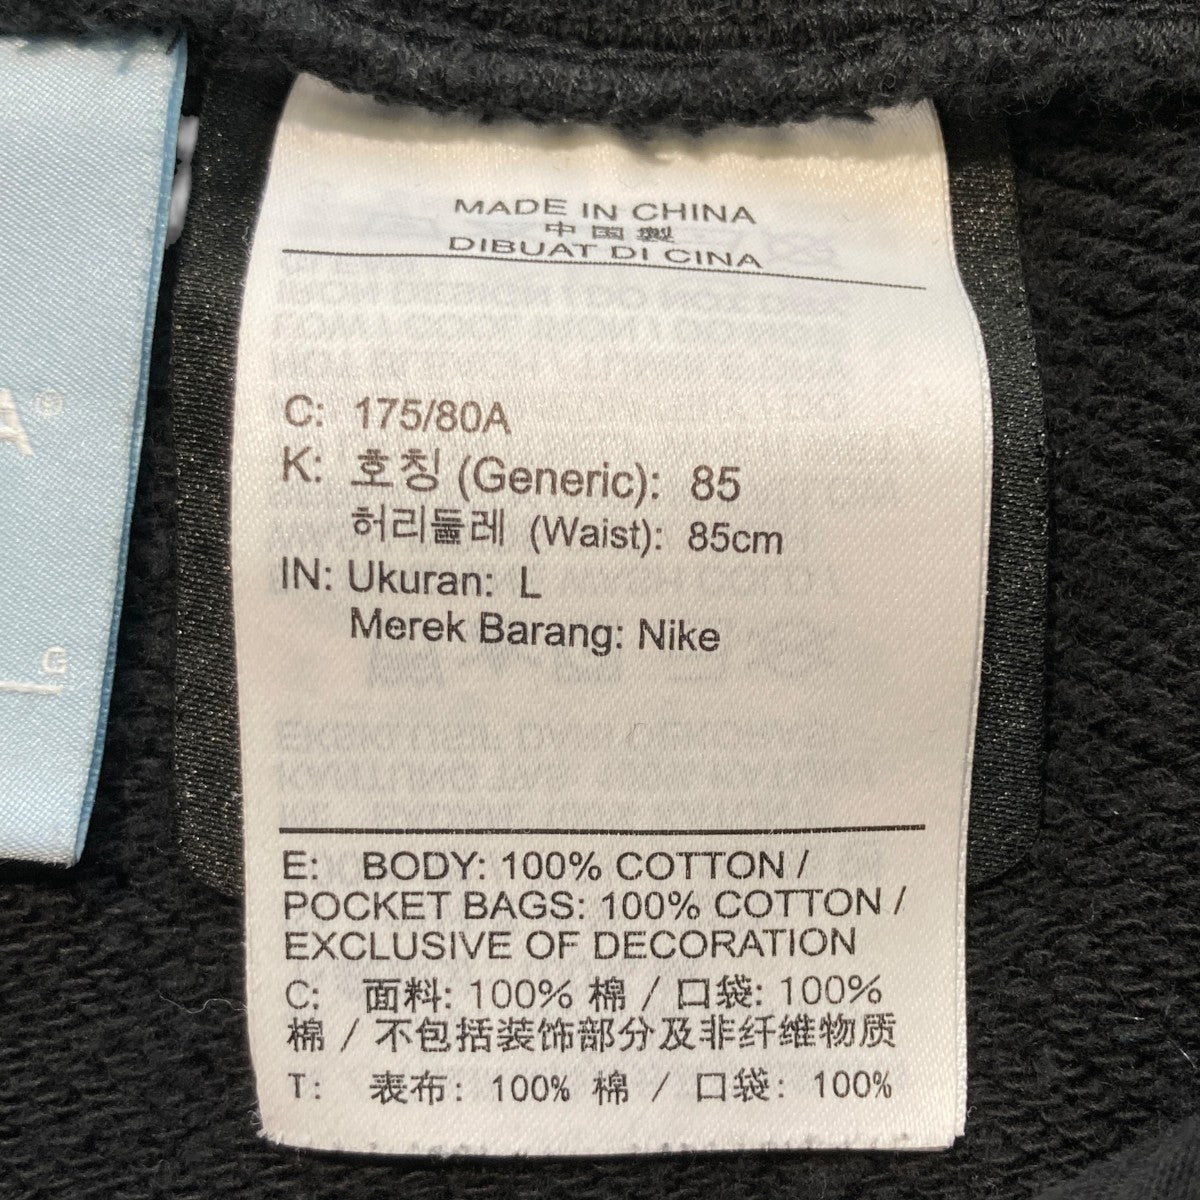 MADE IN CHINA
中国製
DIBUAT DI CINA
C: 175/80A
K: 호칭 (Generic): 85
허리둘레 (Waist): 85cm
IN: Ukuran: L
Merek Barang: Nike
E: BODY: 100% COTTON /
POCKET BAGS: 100% COTTON /
EXCLUSIVE OF DECORATION
C: 面料: 100% 棉 / 口袋: 100%
棉 / 不包括装饰部分及非纤维物质
T: 表布: 100% 棉 / 口袋: 100%
A®
G